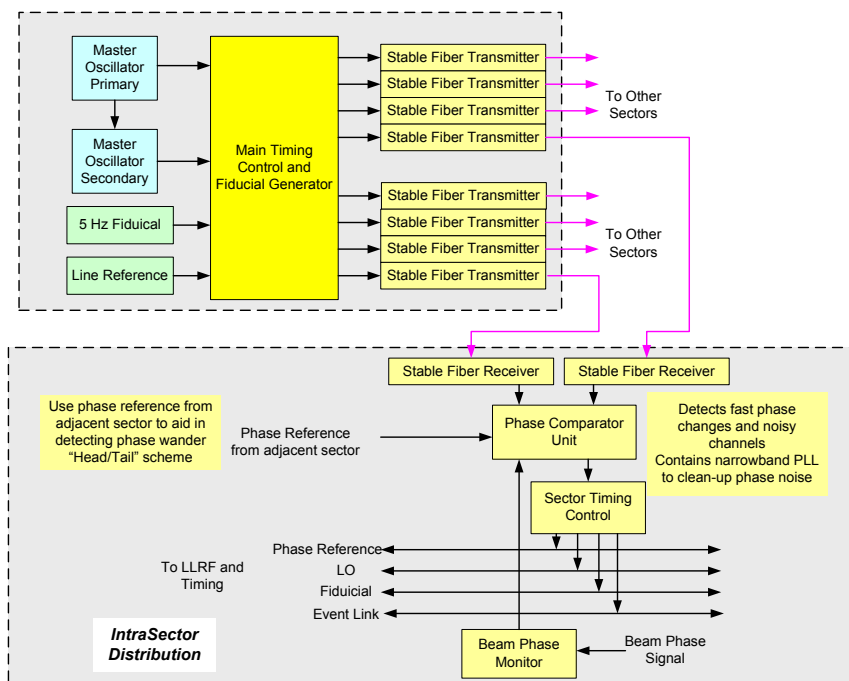 Master
Oscillator
Primary
Master
Oscillator
Secondary
5 Hz Fiduical
Line Reference
Main Timing
Control and
Fiducial Generator
Stable Fiber Transmitter
Stable Fiber Transmitter
Stable Fiber Transmitter
Stable Fiber Transmitter
To Other
Sectors
Stable Fiber Transmitter
Stable Fiber Transmitter
Stable Fiber Transmitter
Stable Fiber Transmitter
To Other
Sectors
Stable Fiber Receiver
Stable Fiber Receiver
Use phase reference from
adjacent sector to aid in
detecting phase wander
“Head/Tail” scheme
Phase Reference
from adjacent sector
Phase Comparator
Unit
Detects fast phase
changes and noisy
channels
Contains narrowband PLL
to clean-up phase noise
Sector Timing
Control
To LLRF and
Timing
Phase Reference
LO
Fiducicial
Event Link
IntraSector
Distribution
Beam Phase
Monitor
Beam Phase
Signal